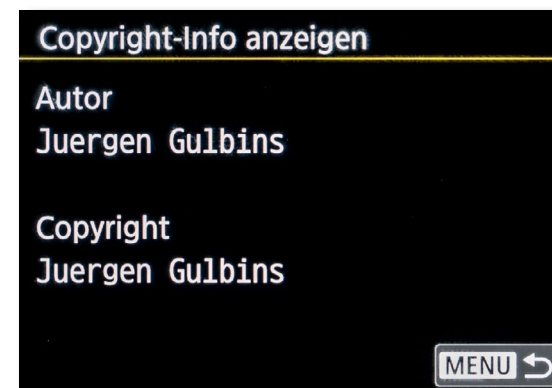 Copyright-Info anzeigen
Autor
Juergen Gulbins
Copyright
Juergen Gulbins
MENU